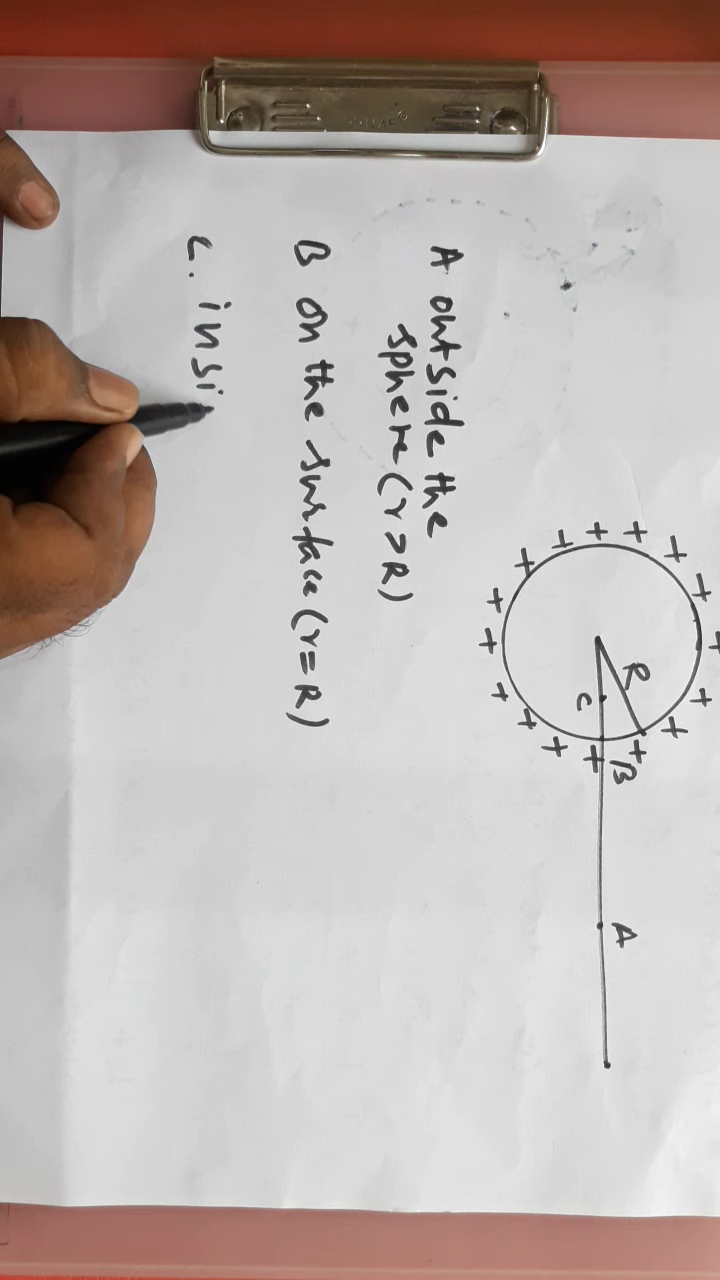 R
C
B
A
A outside the
sphere (r > R)
B on the surface (r = R)
C. insi